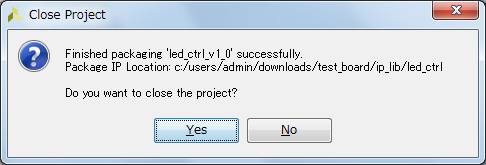 Close Project
Finished packaging 'led_ctrl_v1_0' successfully.
Package IP Location: c:/users/admin/downloads/test_board/ip_lib/led_ctrl
Do you want to close the project?
Yes
No